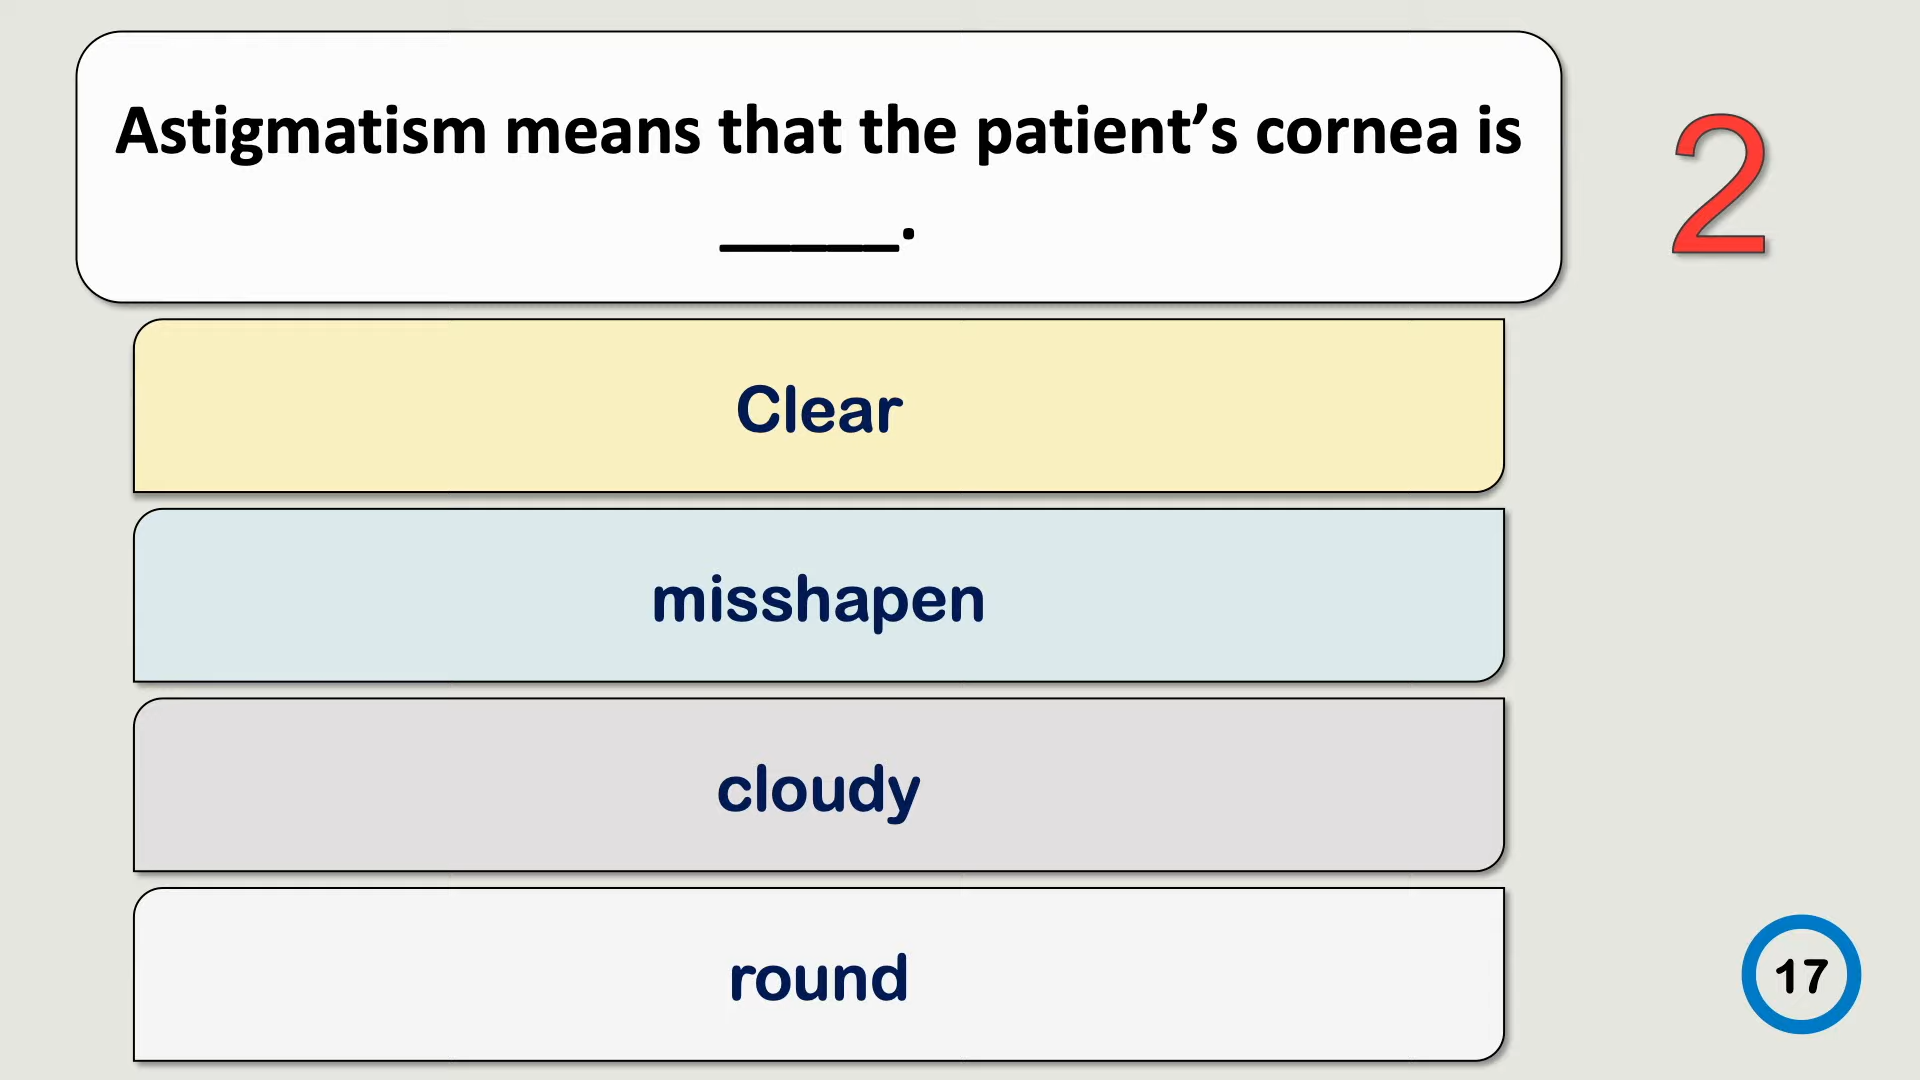 Astigmatism means that the patient’s cornea is
_____.
2
Clear
misshapen
cloudy
round
17